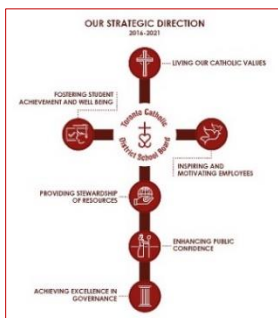 OUR STRATEGIC DIRECTION
2016-2021
LIVING OUR CATHOLIC VALUES
FOSTERING STUDENT
ACHIEVEMENT AND WELL BEING
Toronto Catholic
District School Board
INSPIRING AND
MOTIVATING EMPLOYEES
PROVIDING STEWARDSHIP
OF RESOURCES
ENHANCING PUBLIC
CONFIDENCE
ACHIEVING EXCELLENCE IN
GOVERNANCE